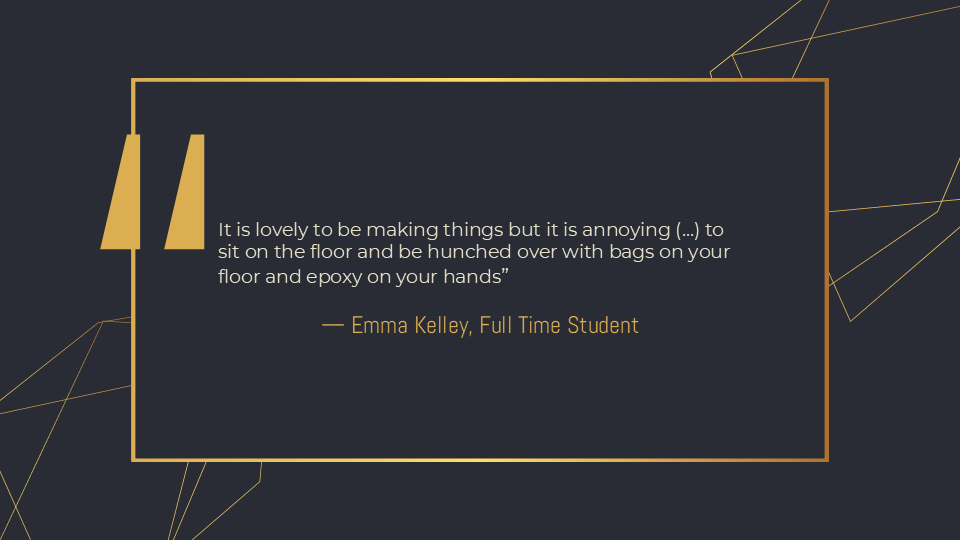 It is lovely to be making things but it is annoying (...) to
sit on the floor and be hunched over with bags on your
floor and epoxy on your hands”
— Emma Kelley, Full Time Student